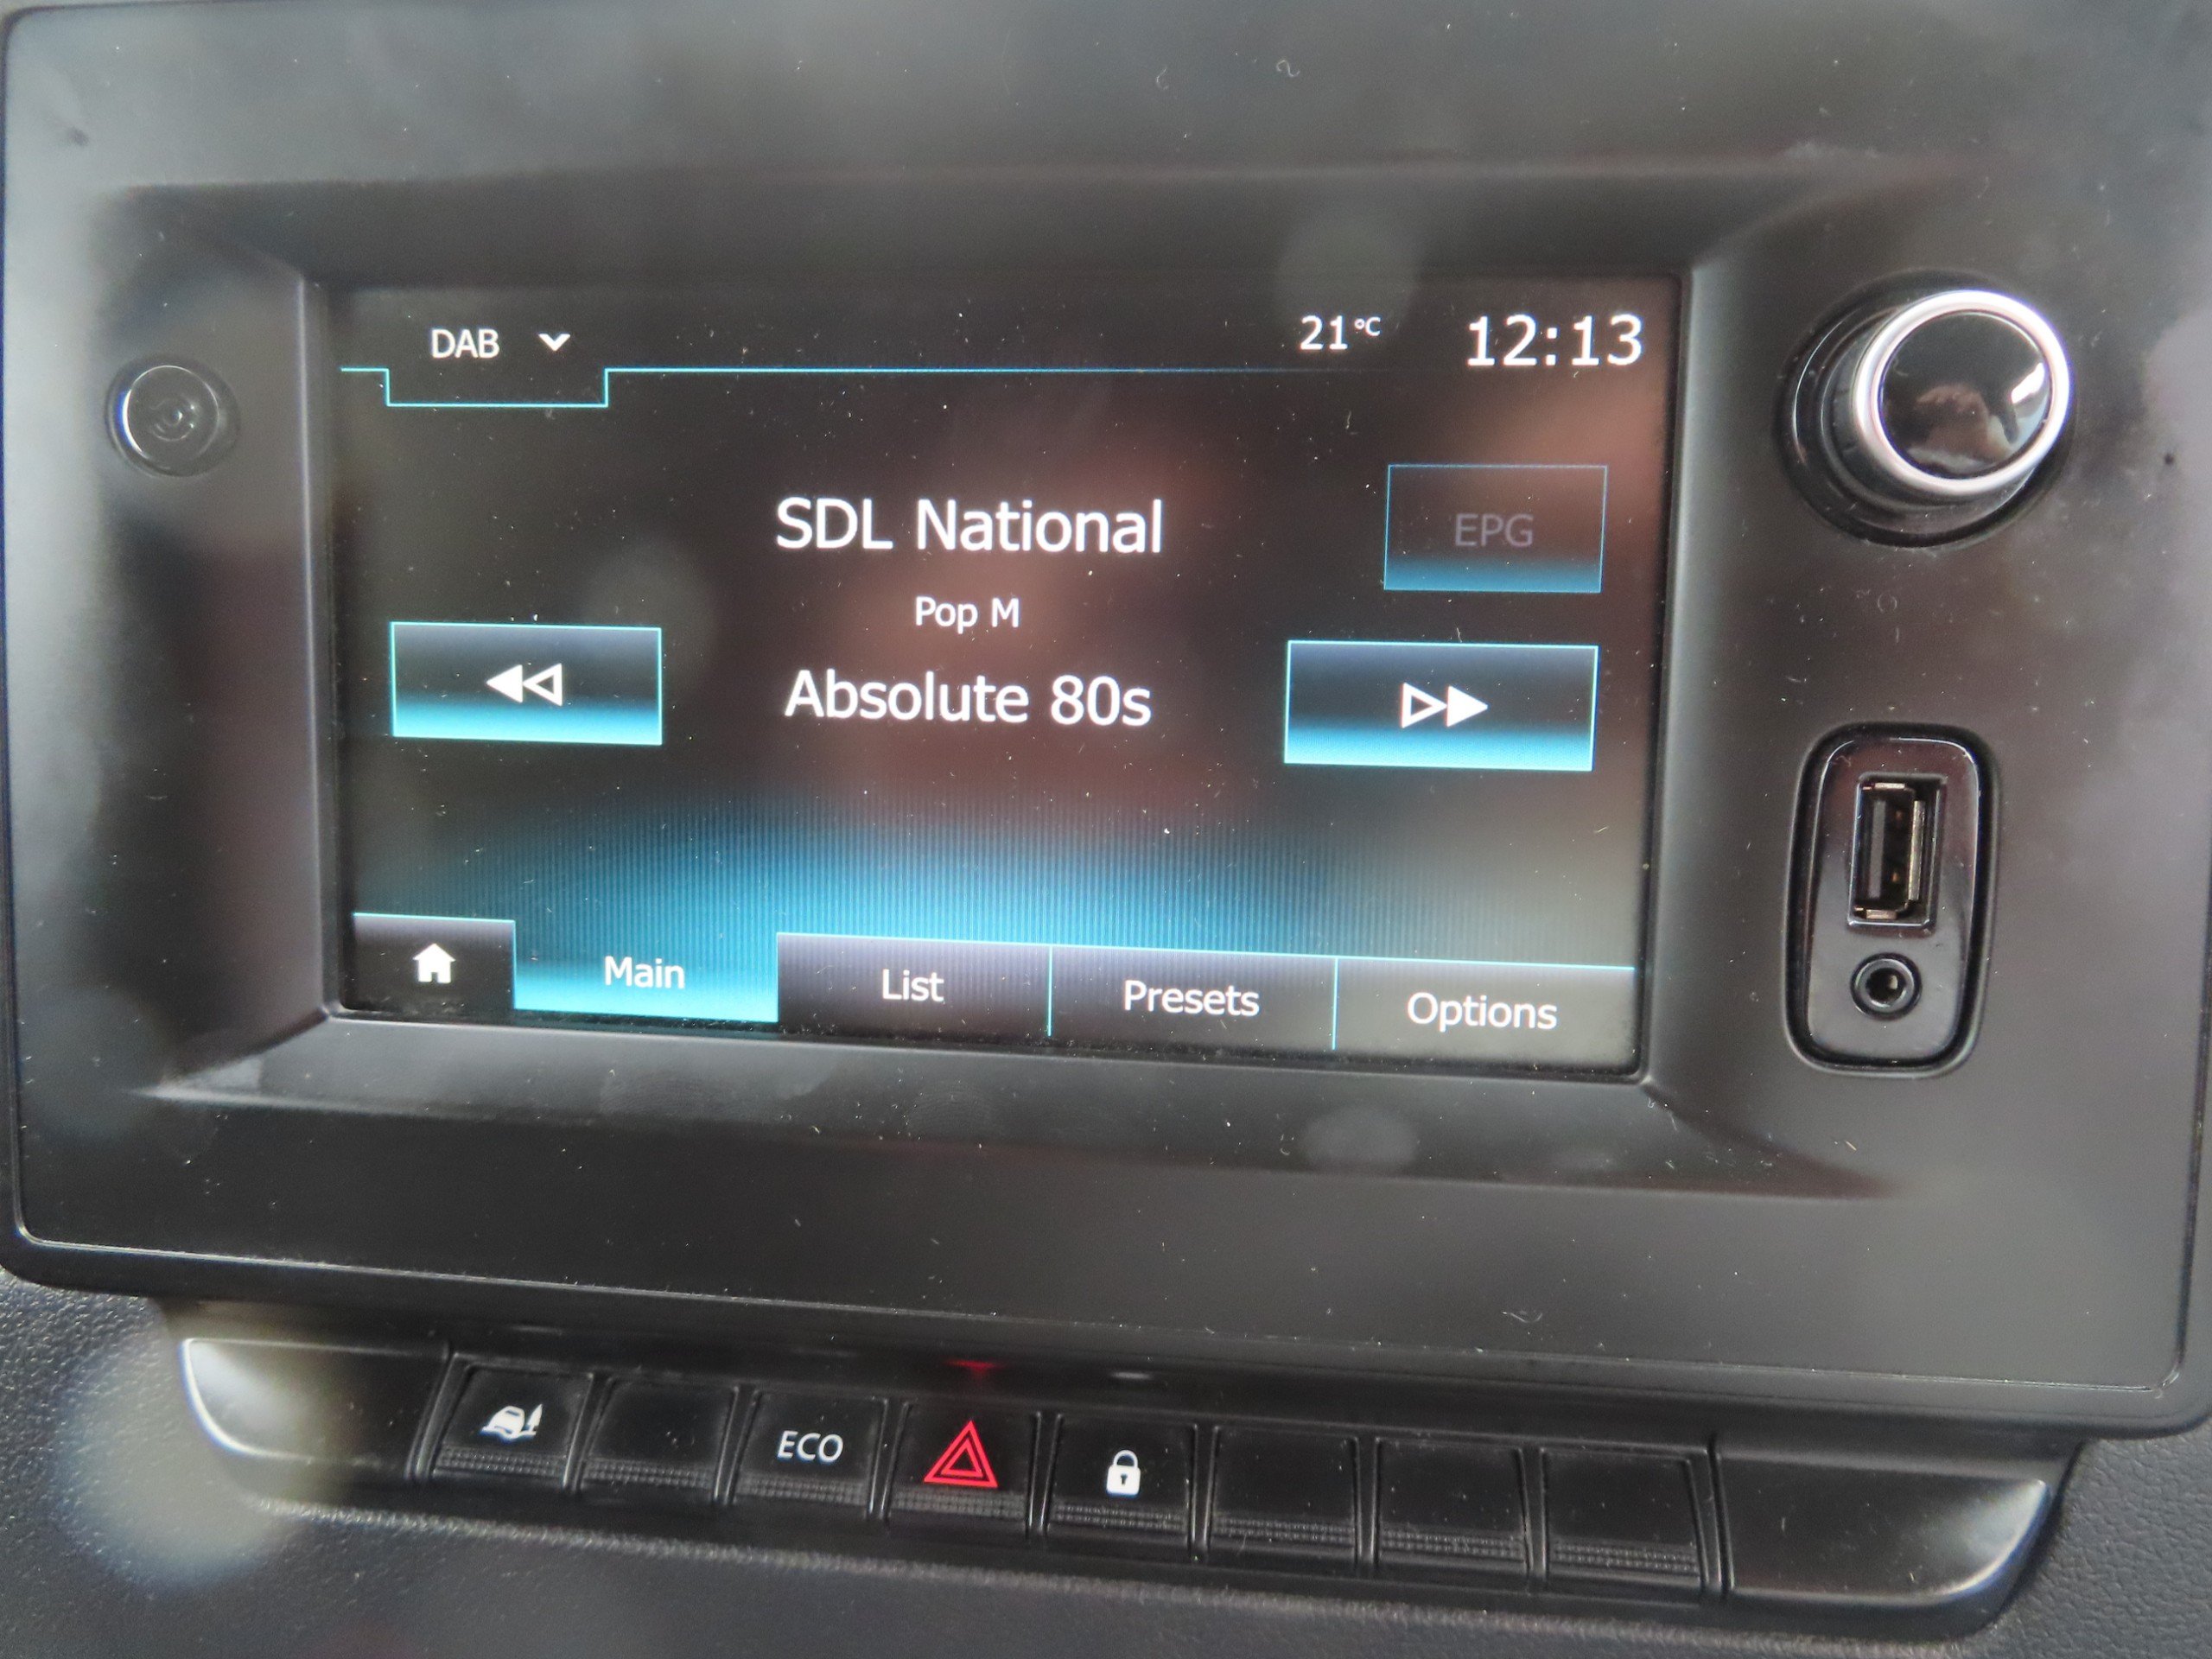 DAB
21°C 12:13
SDL National
EPG
Pop M
Absolute 80s
Main List Presets Options
ECO